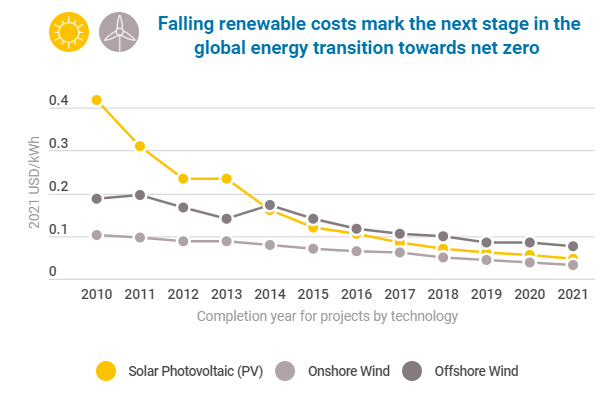 Falling renewable costs mark the next stage in the
global energy transition towards net zero
0.4
0.3
0.2
0.1
0
2021 USD/kWh
2010 2011 2012 2013 2014 2015 2016 2017 2018 2019 2020 2021
Completion year for projects by technology
Solar Photovoltaic (PV) Onshore Wind Offshore Wind